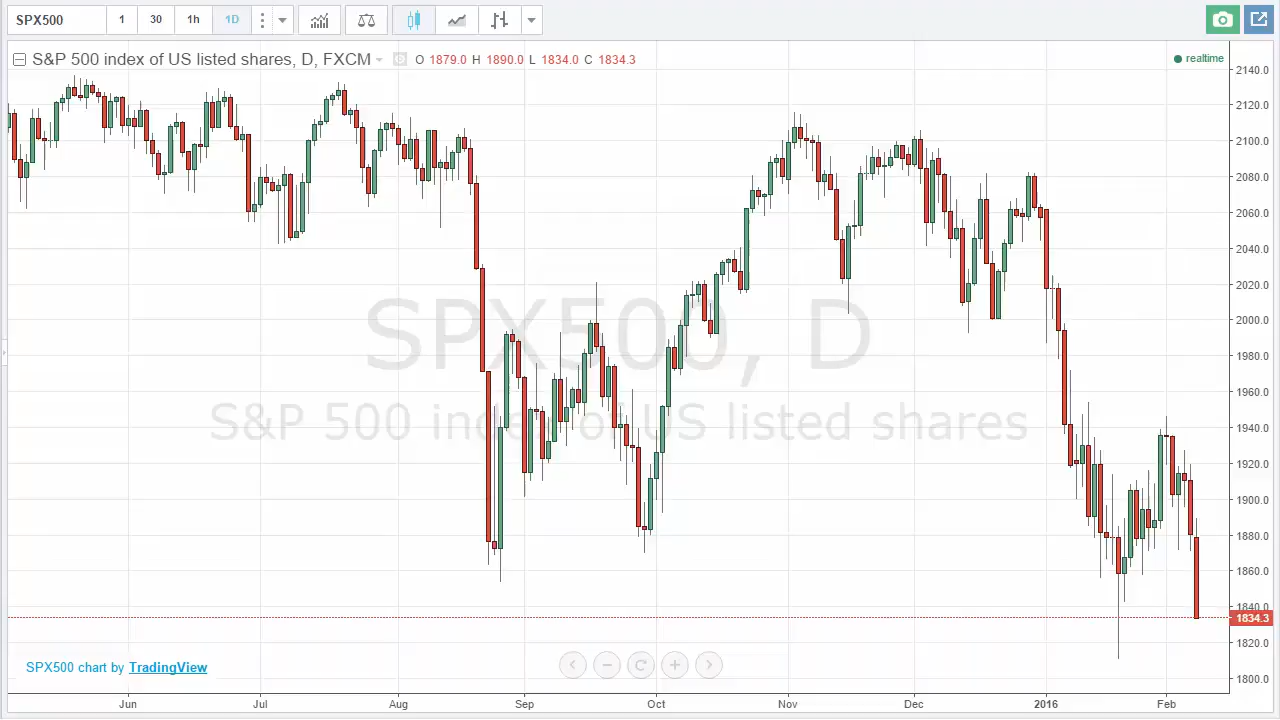 SPX500 1 30 1h 1D
S&P 500 index of US listed shares, D, FXCM O 1879.0 H 1890.0 L 1834.0 C 1834.3
realtime
2140.0
2120.0
2100.0
2080.0
2060.0
2040.0
2020.0
2000.0
1980.0
1960.0
1940.0
1920.0
1900.0
1880.0
1860.0
1840.0
1834.3
1820.0
1800.0
SPX500, D
S&P 500 index of US listed shares
SPX500 chart by TradingView
Jun Jul Aug Sep Oct Nov Dec 2016 Feb